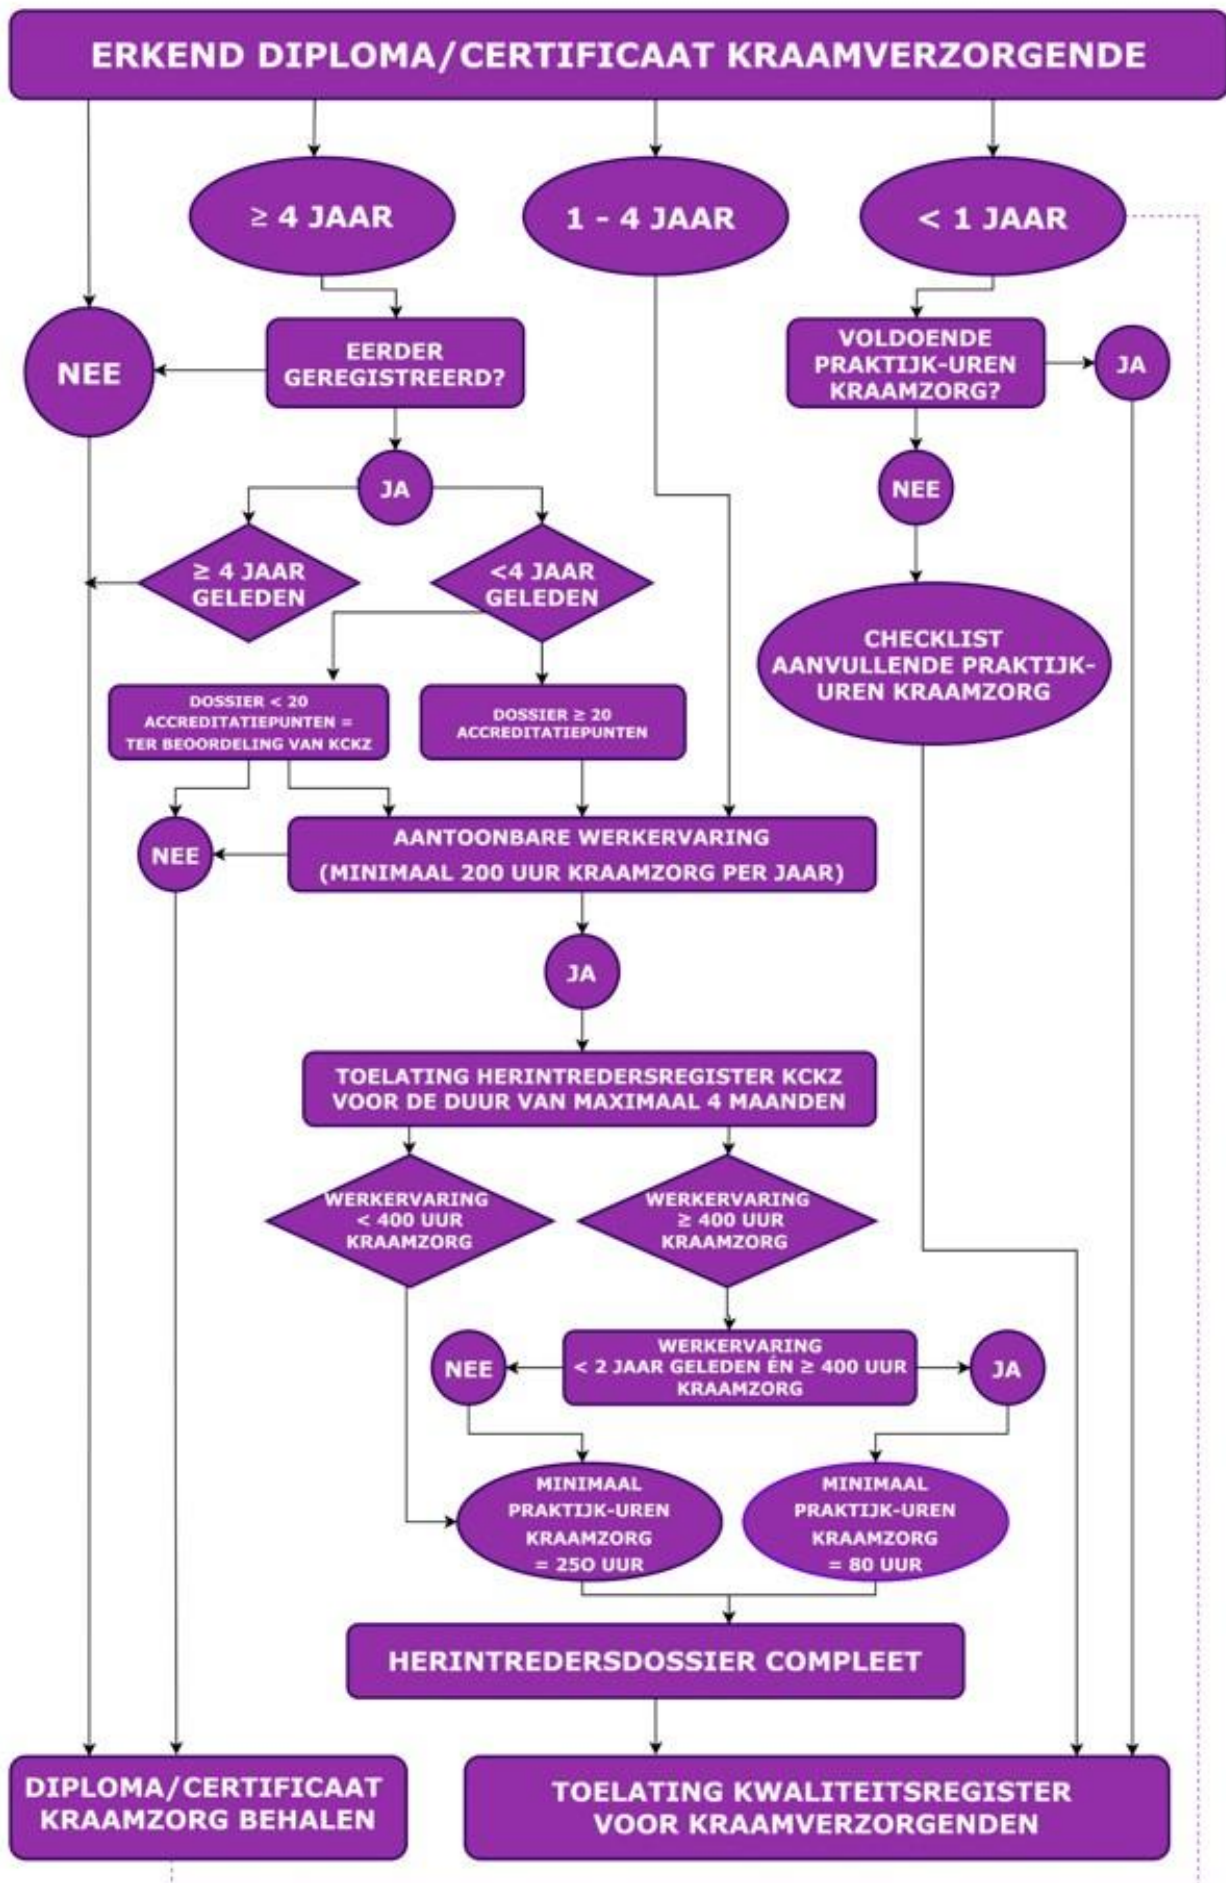 ERKEND DIPLOMA/CERTIFICAAT KRAAMVERZORGENDE
≥ 4 JAAR
1 - 4 JAAR
< 1 JAAR
NEE
EERDER
GEREGISTREERD?
VOLDOENDE
PRAKTIJK-UREN
KRAAMZORG?
JA
JA
NEE
≥ 4 JAAR
GELEDEN
<4 JAAR
GELEDEN
CHECKLIST
AANVULLENDE PRAKTIJK-
UREN KRAAMZORG
DOSSIER < 20
ACCREDITATIEPUNTEN =
TER BEOORDELING VAN KCKZ
DOSSIER ≥ 20
ACCREDITATIEPUNTEN
NEE
AANTOONBARE WERKERVARING
(MINIMAAL 200 UUR KRAAMZORG PER JAAR)
JA
TOELATING HERINTREDERSREGISTER KCKZ
VOOR DE DUUR VAN MAXIMAAL 4 MAANDEN
WERKERVARING
< 400 UUR
KRAAMZORG
WERKERVARING
≥ 400 UUR
KRAAMZORG
NEE
WERKERVARING
< 2 JAAR GELEDEN ÉN ≥ 400 UUR
KRAAMZORG
JA
MINIMAAL
PRAKTIJK-UREN
KRAAMZORG
= 25O UUR
MINIMAAL
PRAKTIJK-UREN
KRAAMZORG
= 80 UUR
HERINTREDERSDOSSIER COMPLEET
DIPLOMA/CERTIFICAAT
KRAAMZORG BEHALEN
TOELATING KWALITEITSREGISTER
VOOR KRAAMVERZORGENDEN